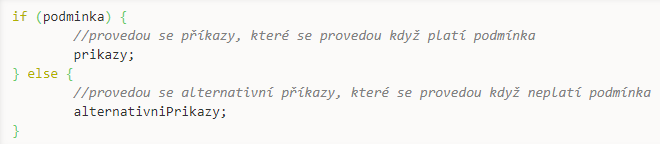 if (podminka) {
//provedou se příkazy, které se provedou když platí podmínka
prikazy;
} else {
//provedou se alternativní příkazy, které se provedou když neplatí podmínka
alternativniPrikazy;
}